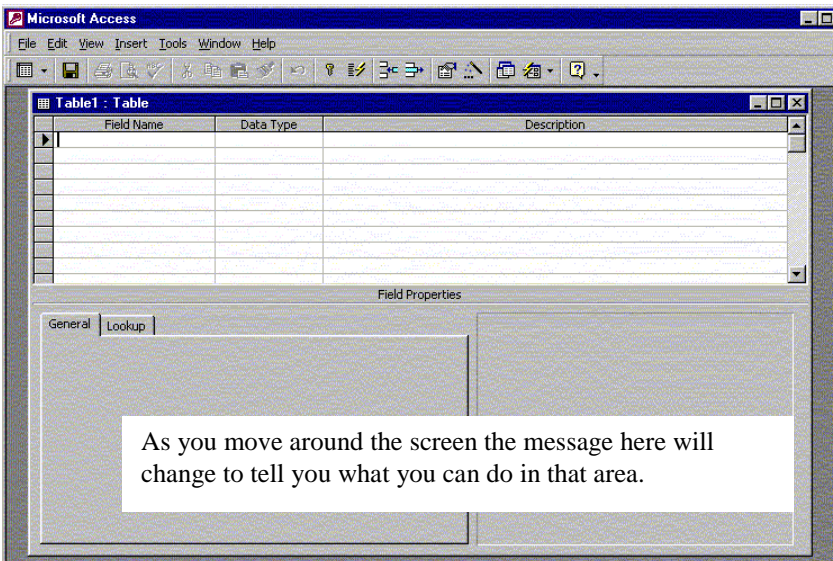 Microsoft Access
File Edit View Insert Tools Window Help
Table1 : Table
Field Name Data Type Description
Field Properties
General Lookup
As you move around the screen the message here will
change to tell you what you can do in that area.